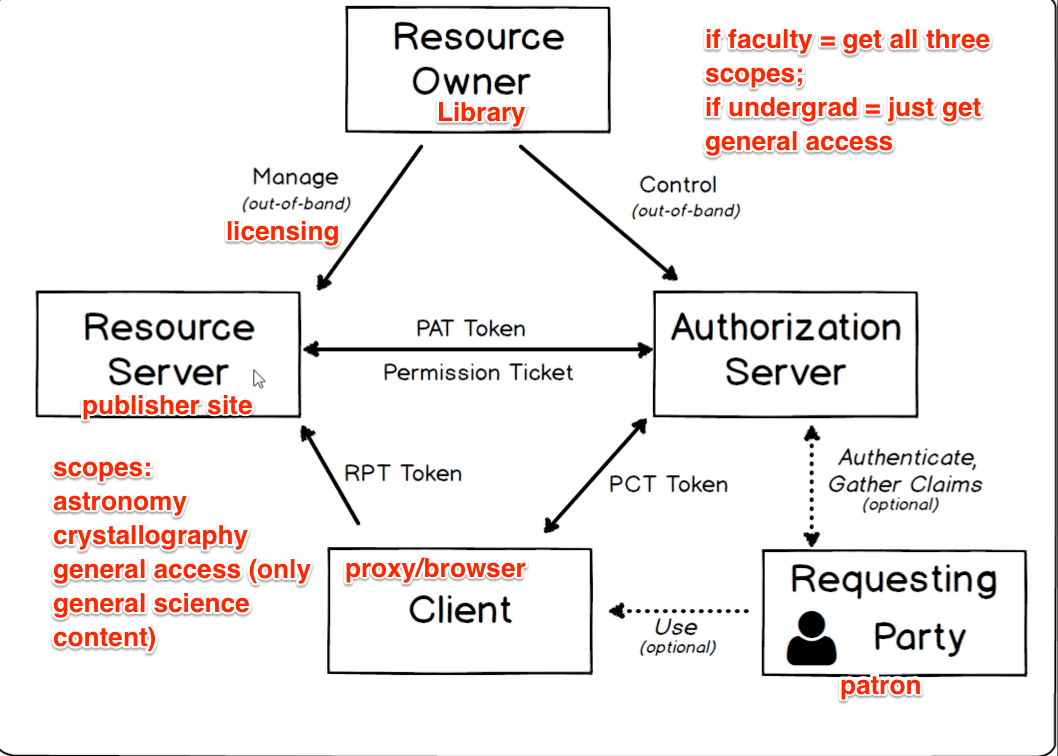 Resource
Owner
Library
if faculty = get all three
scopes;
if undergrad = just get
general access
Manage
(out-of-band)
licensing
Control
(out-of-band)
Resource
Server
publisher site
PAT Token
Permission Ticket
Authorization
Server
scopes:
astronomy
crystallography
general access (only
general science
content)
RPT Token
PCT Token
Authenticate,
Gather Claims
(optional)
proxy/browser
Client
Use
(optional)
Requesting
Party
patron